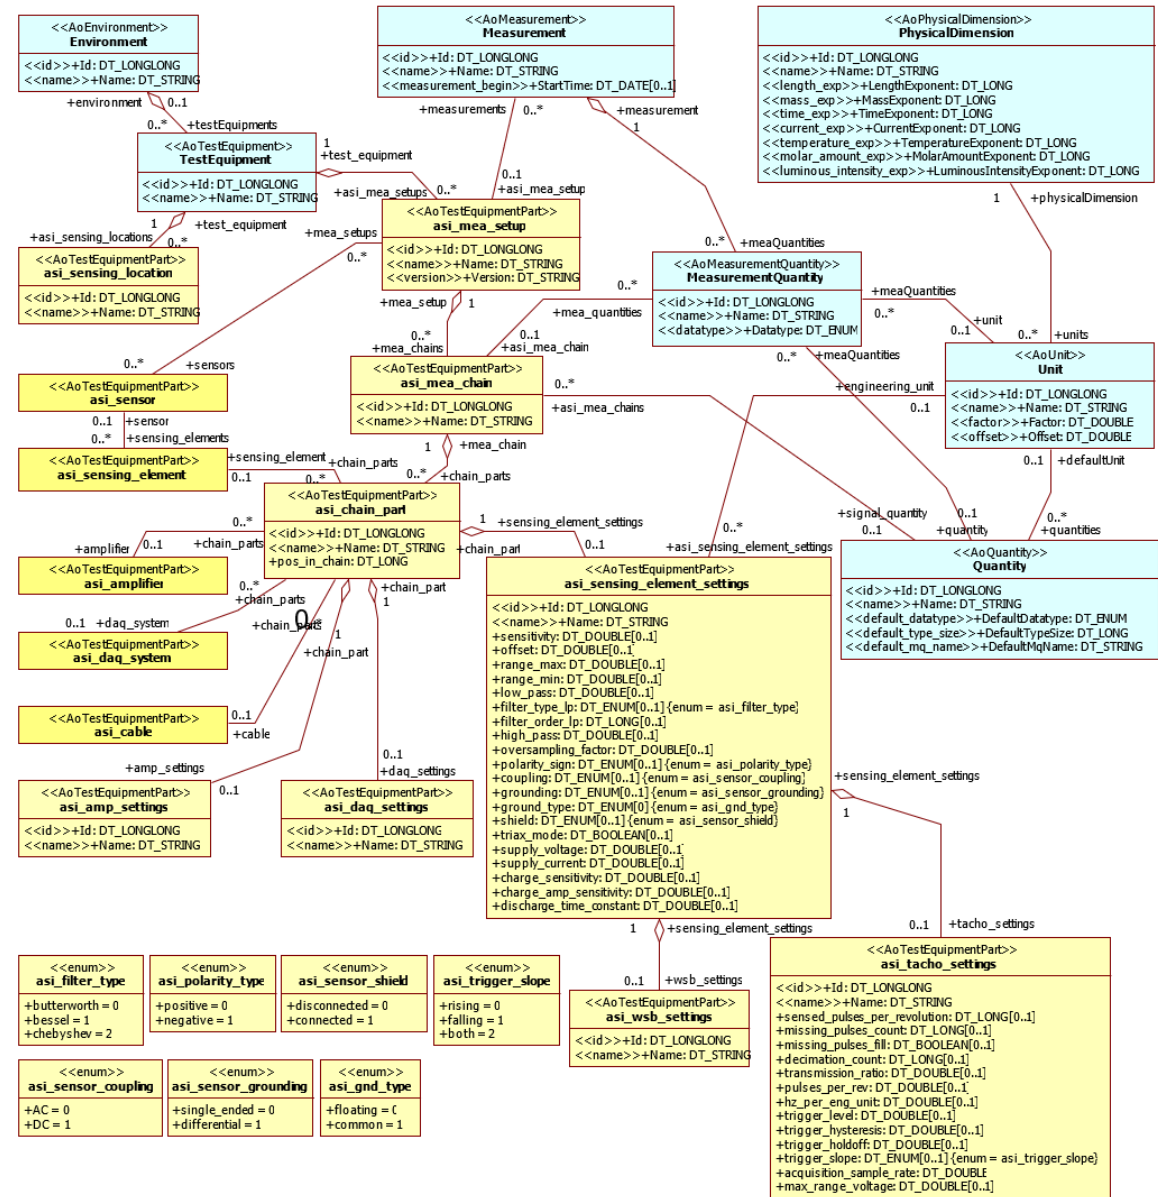 <<AoEnvironment>>
Environment
<<id>>+Id: DT_LONGLONG
<<name>>+Name: DT_STRING
<<AoMeasurement>>
Measurement
<<id>>+Id: DT_LONGLONG
<<name>>+Name: DT_STRING
<<measurement_begin>>+StartTime: DT_DATE[0..1]
<<AoPhysicalDimension>>
PhysicalDimension
<<id>>+Id: DT_LONGLONG
<<name>>+Name: DT_STRING
<<length_exp>>+LengthExponent: DT_LONG
<<mass_exp>>+MassExponent: DT_LONG
<<time_exp>>+TimeExponent: DT_LONG
<<current_exp>>+CurrentExponent: DT_LONG
<<temperature_exp>>+TemperatureExponent: DT_LONG
<<molar_amount_exp>>+MolarAmountExponent: DT_LONG
<<luminous_intensity_exp>>+LuminousIntensityExponent: DT_LONG
+environment
0..1
0..*
+testEquipments
+measurements
0..*
+measurement
1
1
+physicalDimension
<<AoTestEquipment>>
TestEquipment
<<id>>+Id: DT_LONGLONG
<<name>>+Name: DT_STRING
1
+test_equipment
+asi_mea_setups
0..*
0..1
+asi_mea_setup
1
+test_equipment
+asi_sensing_locations
0..*
+mea_setups
0..*
<<AoTestEquipmentPart>>
asi_mea_setup
<<id>>+Id: DT_LONGLONG
<<name>>+Name: DT_STRING
<<version>>+Version: DT_STRING
<<AoTestEquipmentPart>>
asi_sensing_location
<<id>>+Id: DT_LONGLONG
<<name>>+Name: DT_STRING
0..*
+meaQuantities
<<AoMeasurementQuantity>>
MeasurementQuantity
<<id>>+Id: DT_LONGLONG
<<name>>+Name: DT_STRING
<<datatype>>+Datatype: DT_ENUM
+mea_setup
1
0..*
+mea_quantities
+meaQuantities
0..*
+unit
0..1
0..*
+units
0..*
+mea_chains
0..1
+asi_mea_chain
0..*
+meaQuantities
0..*
+sensors
<<AoTestEquipmentPart>>
asi_sensor
<<AoTestEquipmentPart>>
asi_mea_chain
<<id>>+Id: DT_LONGLONG
<<name>>+Name: DT_STRING
0..*
+asi_mea_chains
+engineering_unit
0..1
<<AoUnit>>
Unit
<<id>>+Id: DT_LONGLONG
<<name>>+Name: DT_STRING
<<factor>>+Factor: DT_DOUBLE
<<offset>>+Offset: DT_DOUBLE
0..1
+sensor
0..*
+sensing_elements
1
+mea_chain
0..*
+chain_parts
0..1
+defaultUnit
<<AoTestEquipmentPart>>
asi_sensing_element
+sensing_element
0..1
+chain_parts
<<AoTestEquipmentPart>>
asi_chain_part
<<id>>+Id: DT_LONGLONG
<<name>>+Name: DT_STRING
+pos_in_chain: DT_LONG
1
+sensing_element_settings
+chain_part
0..1
0..*
+asi_sensing_element_settings
+signal_quantity
0..1
0..1
+quantity
0..*
+quantities
<<AoQuantity>>
Quantity
<<id>>+Id: DT_LONGLONG
<<name>>+Name: DT_STRING
<<default_datatype>>+DefaultDatatype: DT_ENUM
<<default_type_size>>+DefaultTypeSize: DT_LONG
<<default_mq_name>>+DefaultMqName: DT_STRING
0..*
+chain_parts
+amplifier
0..1
<<AoTestEquipmentPart>>
asi_amplifier
0..*
+chain_parts
0..1
+daq_system
<<AoTestEquipmentPart>>
asi_daq_system
0..*
+chain_parts
1
+chain_part
+chain_part
1
<<AoTestEquipmentPart>>
asi_cable
0..1
+cable
+amp_settings
0..1
0..1
+daq_settings
<<AoTestEquipmentPart>>
asi_amp_settings
<<id>>+Id: DT_LONGLONG
<<name>>+Name: DT_STRING
<<AoTestEquipmentPart>>
asi_daq_settings
<<id>>+Id: DT_LONGLONG
<<name>>+Name: DT_STRING
<<AoTestEquipmentPart>>
asi_sensing_element_settings
<<id>>+Id: DT_LONGLONG
<<name>>+Name: DT_STRING
+sensitivity: DT_DOUBLE[0..1]
+offset: DT_DOUBLE[0..1]
+range_max: DT_DOUBLE[0..1]
+range_min: DT_DOUBLE[0..1]
+low_pass: DT_DOUBLE[0..1]
+filter_type_lp: DT_ENUM[0..1] {enum = asi_filter_type}
+filter_order_lp: DT_LONG[0..1]
+high_pass: DT_DOUBLE[0..1]
+oversampling_factor: DT_DOUBLE[0..1]
+polarity_sign: DT_ENUM[0..1] {enum = asi_polarity_type}
+coupling: DT_ENUM[0..1] {enum = asi_sensor_coupling}
+grounding: DT_ENUM[0..1] {enum = asi_sensor_grounding}
+ground_type: DT_ENUM[0] {enum = asi_gnd_type}
+shield: DT_ENUM[0..1] {enum = asi_sensor_shield}
+triax_mode: DT_BOOLEAN[0..1]
+supply_voltage: DT_DOUBLE[0..1]
+supply_current: DT_DOUBLE[0..1]
+charge_sensitivity: DT_DOUBLE[0..1]
+charge_amp_sensitivity: DT_DOUBLE[0..1]
+discharge_time_constant: DT_DOUBLE[0..1]
+sensing_element_settings
1
0..1
+tacho_settings
1
+sensing_element_settings
0..1
+wsb_settings
<<AoTestEquipmentPart>>
asi_wsb_settings
<<id>>+Id: DT_LONGLONG
<<name>>+Name: DT_STRING
<<AoTestEquipmentPart>>
asi_tacho_settings
<<id>>+Id: DT_LONGLONG
<<name>>+Name: DT_STRING
+sensed_pulses_per_revolution: DT_LONG[0..1]
+missing_pulses_count: DT_LONG[0..1]
+missing_pulses_fill: DT_BOOLEAN[0..1]
+decimation_count: DT_LONG[0..1]
+transmission_ratio: DT_DOUBLE[0..1]
+pulses_per_rev: DT_DOUBLE[0..1]
+hz_per_eng_unit: DT_DOUBLE[0..1]
+trigger_level: DT_DOUBLE[0..1]
+trigger_hysteresis: DT_DOUBLE[0..1]
+trigger_holdoff: DT_DOUBLE[0..1]
+trigger_slope: DT_ENUM[0..1] {enum = asi_trigger_slope}
+acquisition_sample_rate: DT_DOUBLE
+max_range_voltage: DT_DOUBLE[0..1]
<<enum>>
asi_filter_type
+butterworth = 0
+bessel = 1
+chebyshev = 2
<<enum>>
asi_polarity_type
+positive = 0
+negative = 1
<<enum>>
asi_sensor_shield
+disconnected = 0
+connected = 1
<<enum>>
asi_trigger_slope
+rising = 0
+falling = 1
+both = 2
<<enum>>
asi_sensor_coupling
+AC = 0
+DC = 1
<<enum>>
asi_sensor_grounding
+single_ended = 0
+differential = 1
<<enum>>
asi_gnd_type
+floating = 0
+common = 1